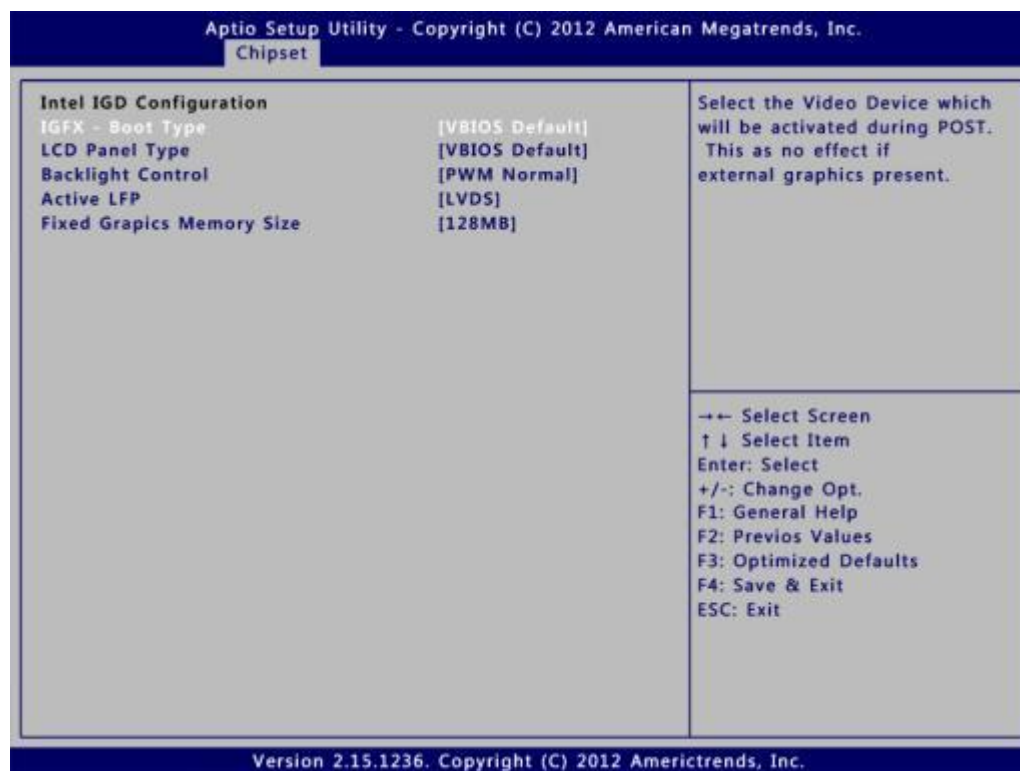 Aptio Setup Utility - Copyright (C) 2012 American Megatrends, Inc.
Chipset
Intel IGD Configuration
IGFX - Boot Type [VBIOS Default]
LCD Panel Type [VBIOS Default]
Backlight Control [PWM Normal]
Active LFP [LVDS]
Fixed Grapics Memory Size [128MB]
Select the Video Device which
will be activated during POST.
This as no effect if
external graphics present.
→← Select Screen
↑↓ Select Item
Enter: Select
+/-: Change Opt.
F1: General Help
F2: Previos Values
F3: Optimized Defaults
F4: Save & Exit
ESC: Exit
Version 2.15.1236. Copyright (C) 2012 Americtrends, Inc.